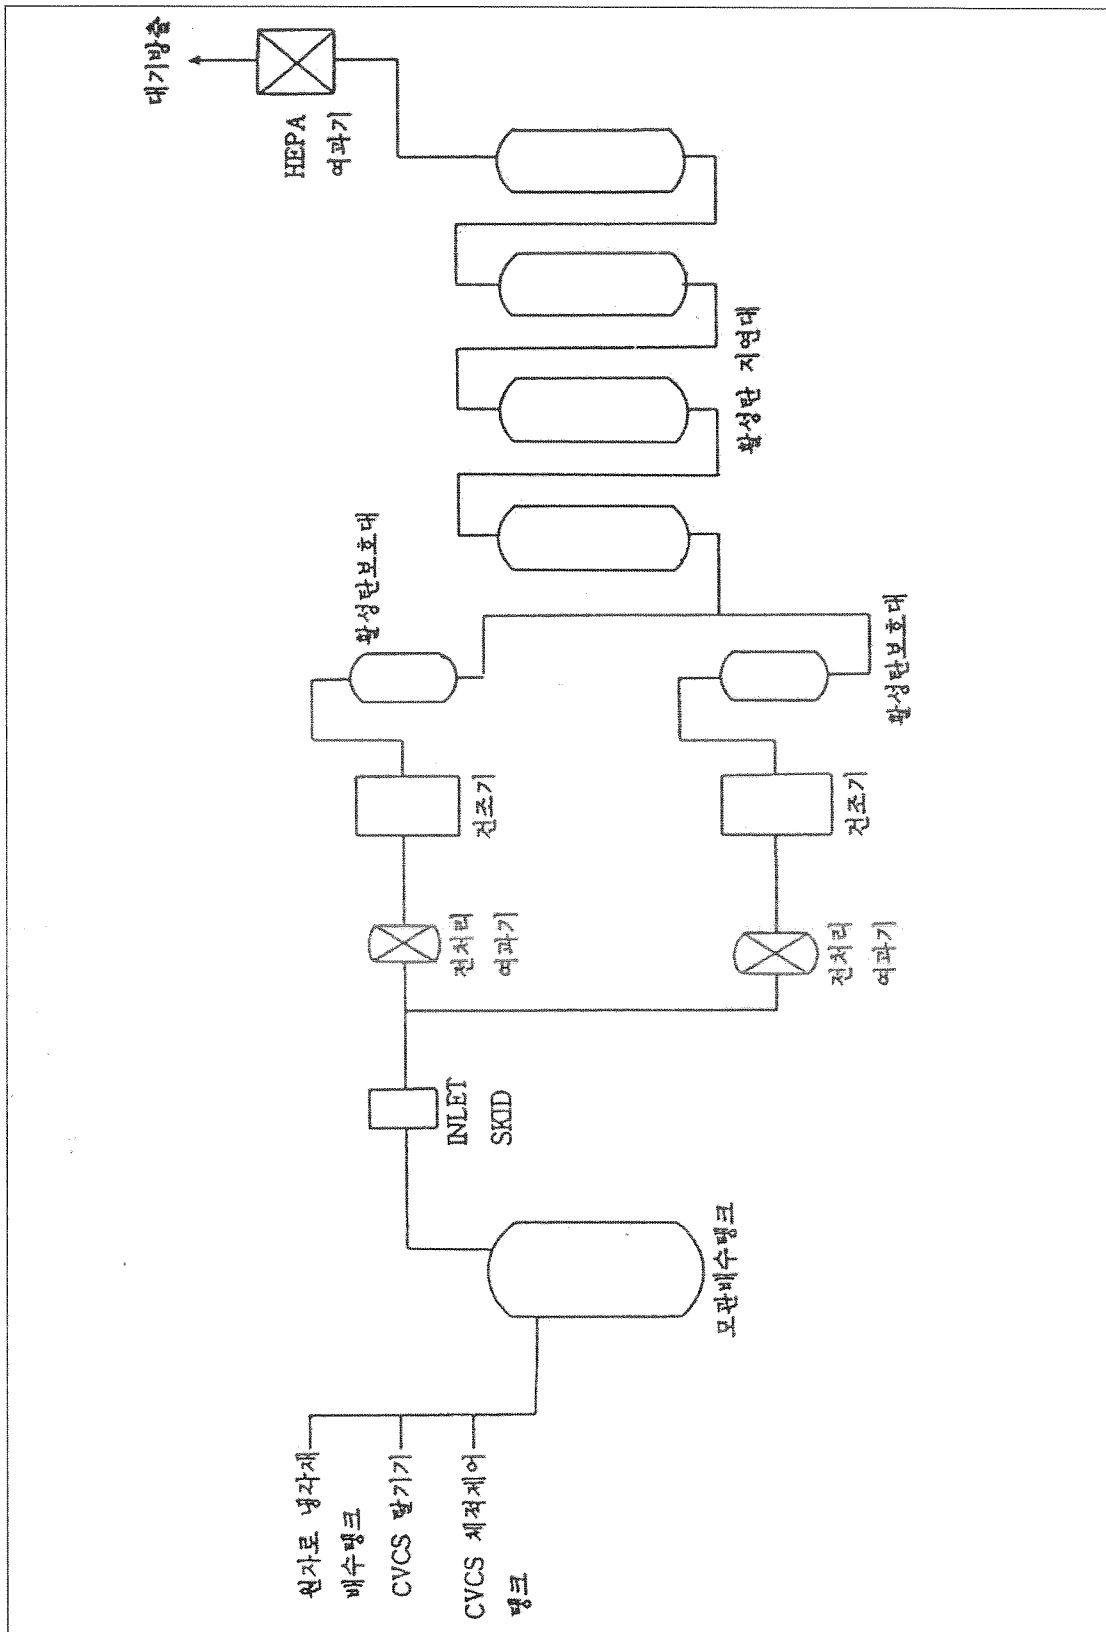 원자로 냉각재
배수탱크
CVCS 탈기기
CVCS 체적제어
탱크
모관배수탱크
INLET
SKID
전처리
여과기
전처리
여과기
건조기
건조기
활성탄보호대
활성탄보호대
활성탄 지연대
HEPA
여과기
대기방출